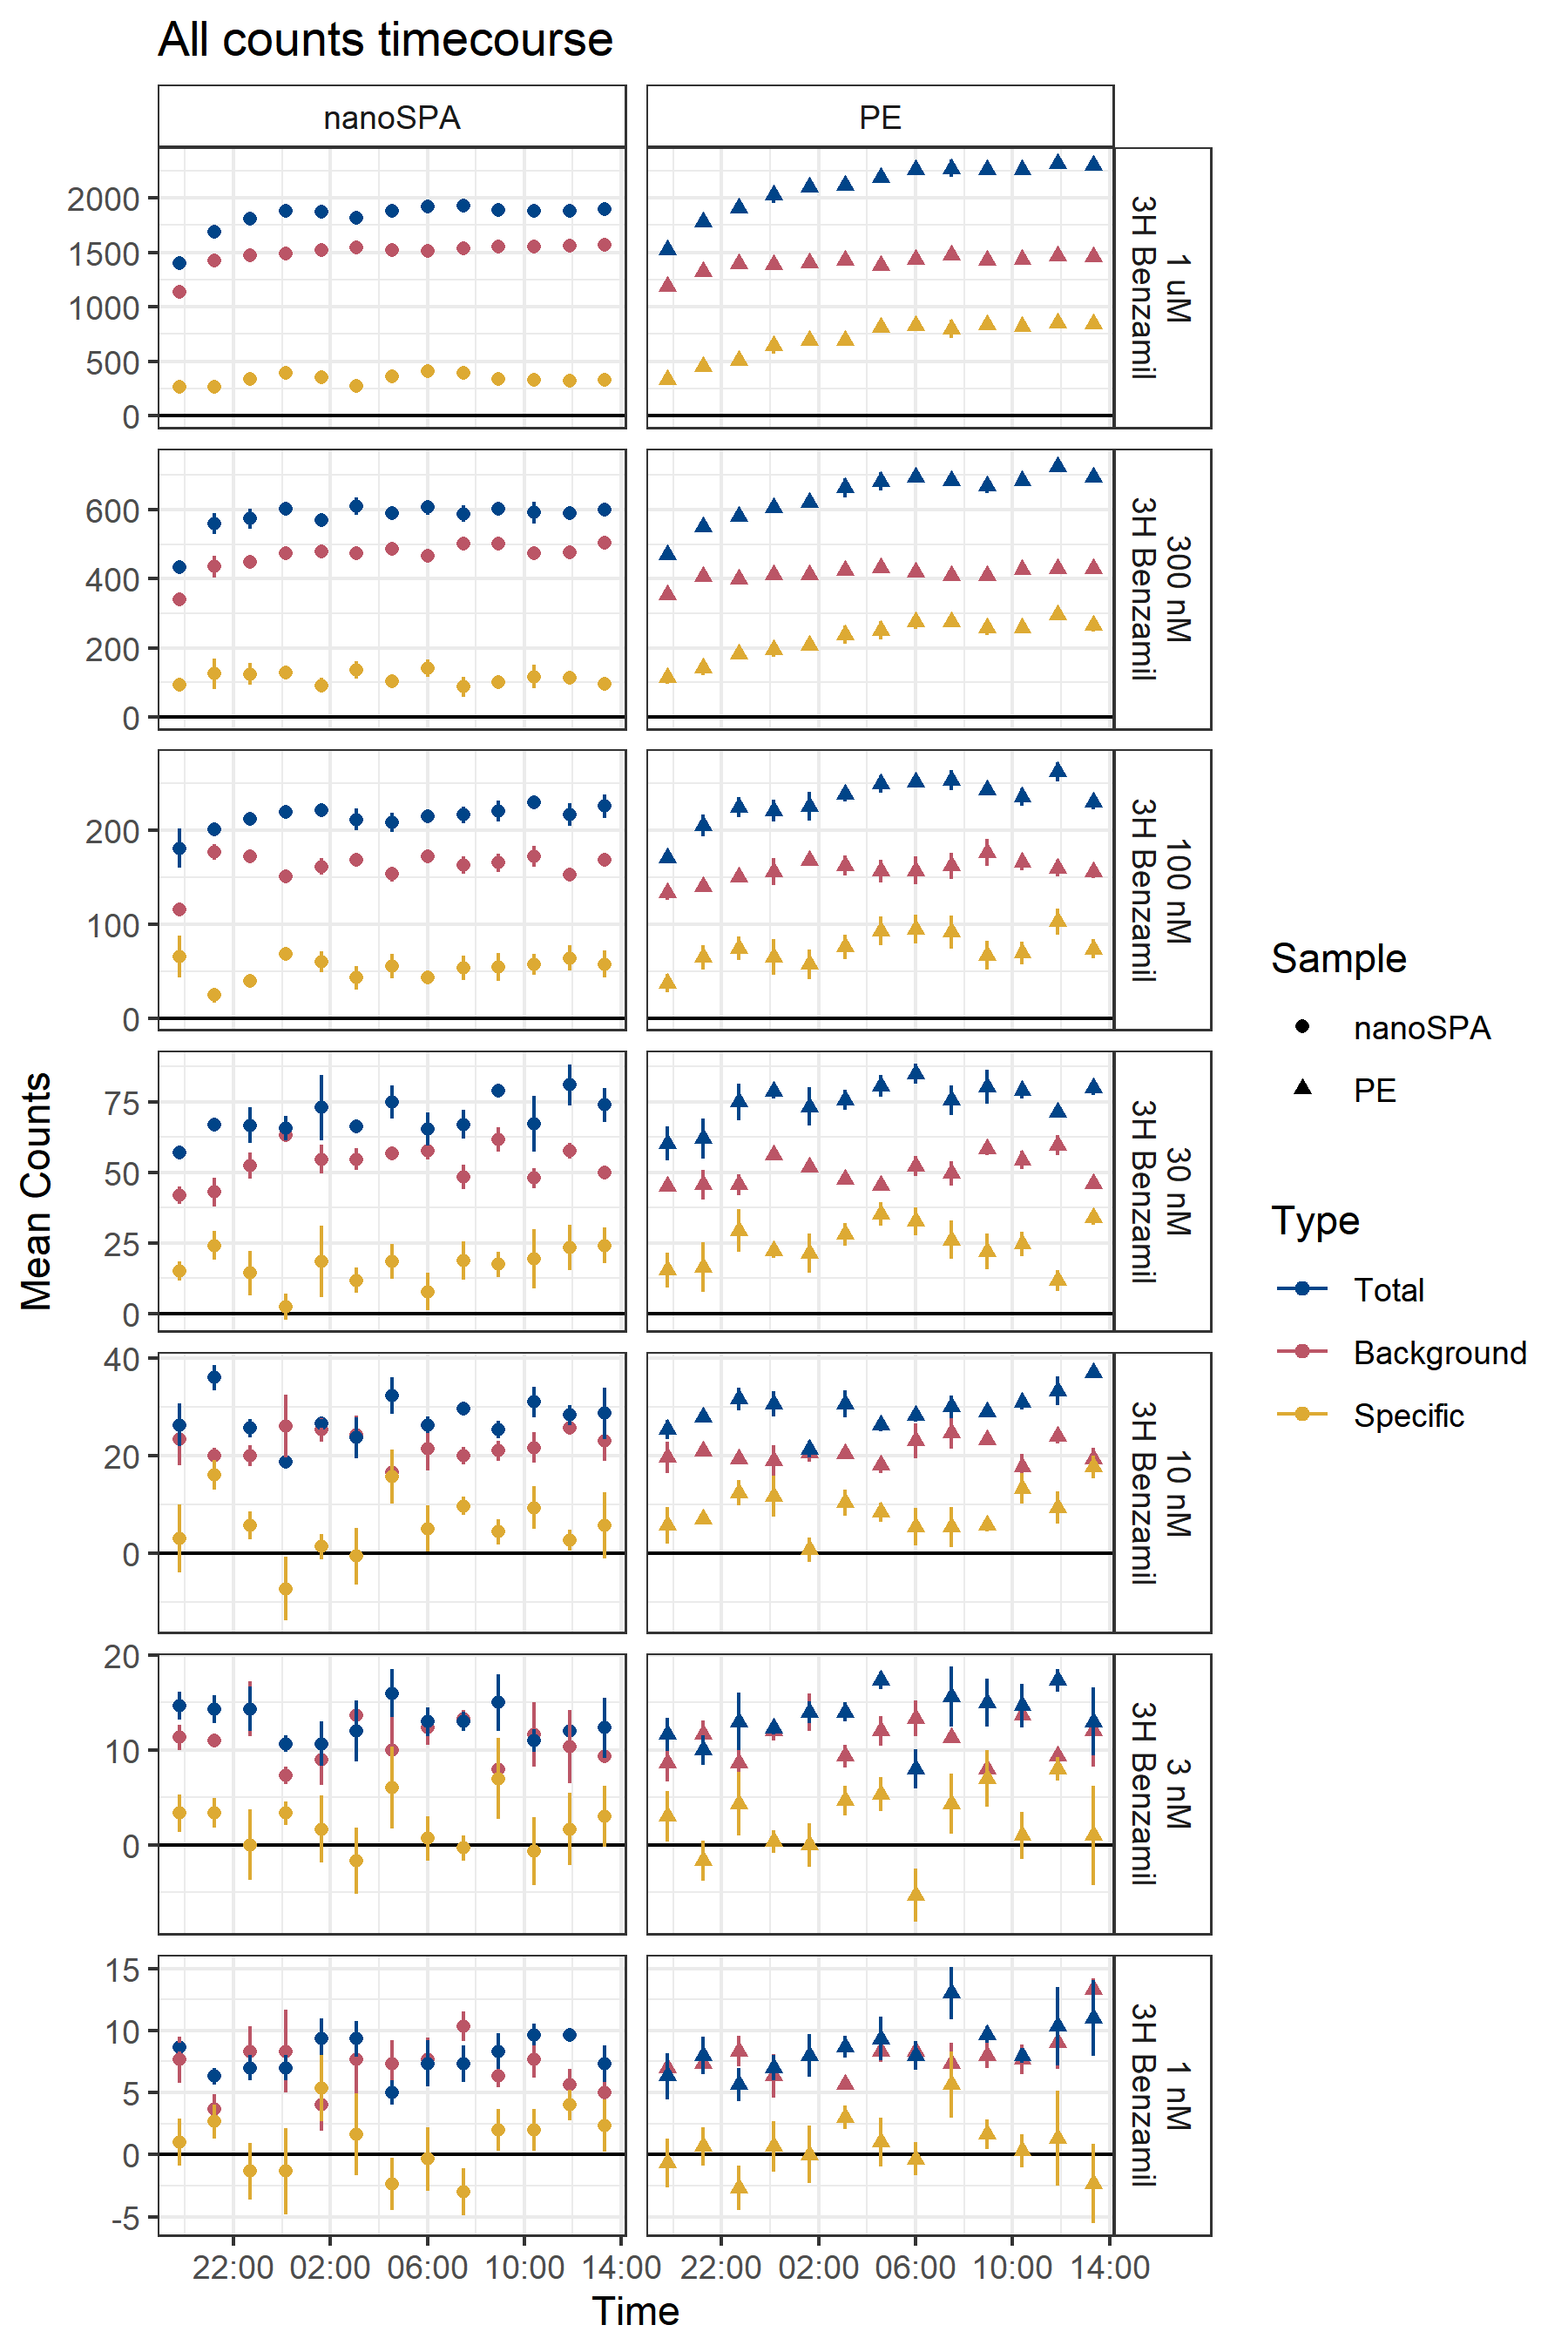 All counts timecourse
nanoSPA
PE
2000
1500
1000
500
0
1 uM
3H Benzamil
600
400
200
0
300 nM
3H Benzamil
200
100
0
100 nM
3H Benzamil
75
50
25
0
30 nM
3H Benzamil
40
20
0
10 nM
3H Benzamil
20
10
0
3 nM
3H Benzamil
15
10
5
0
-5
1 nM
3H Benzamil
22:00 02:00 06:00 10:00 14:00 22:00 02:00 06:00 10:00 14:00
Time
Mean Counts
Sample
nanoSPA
PE
Type
Total
Background
Specific